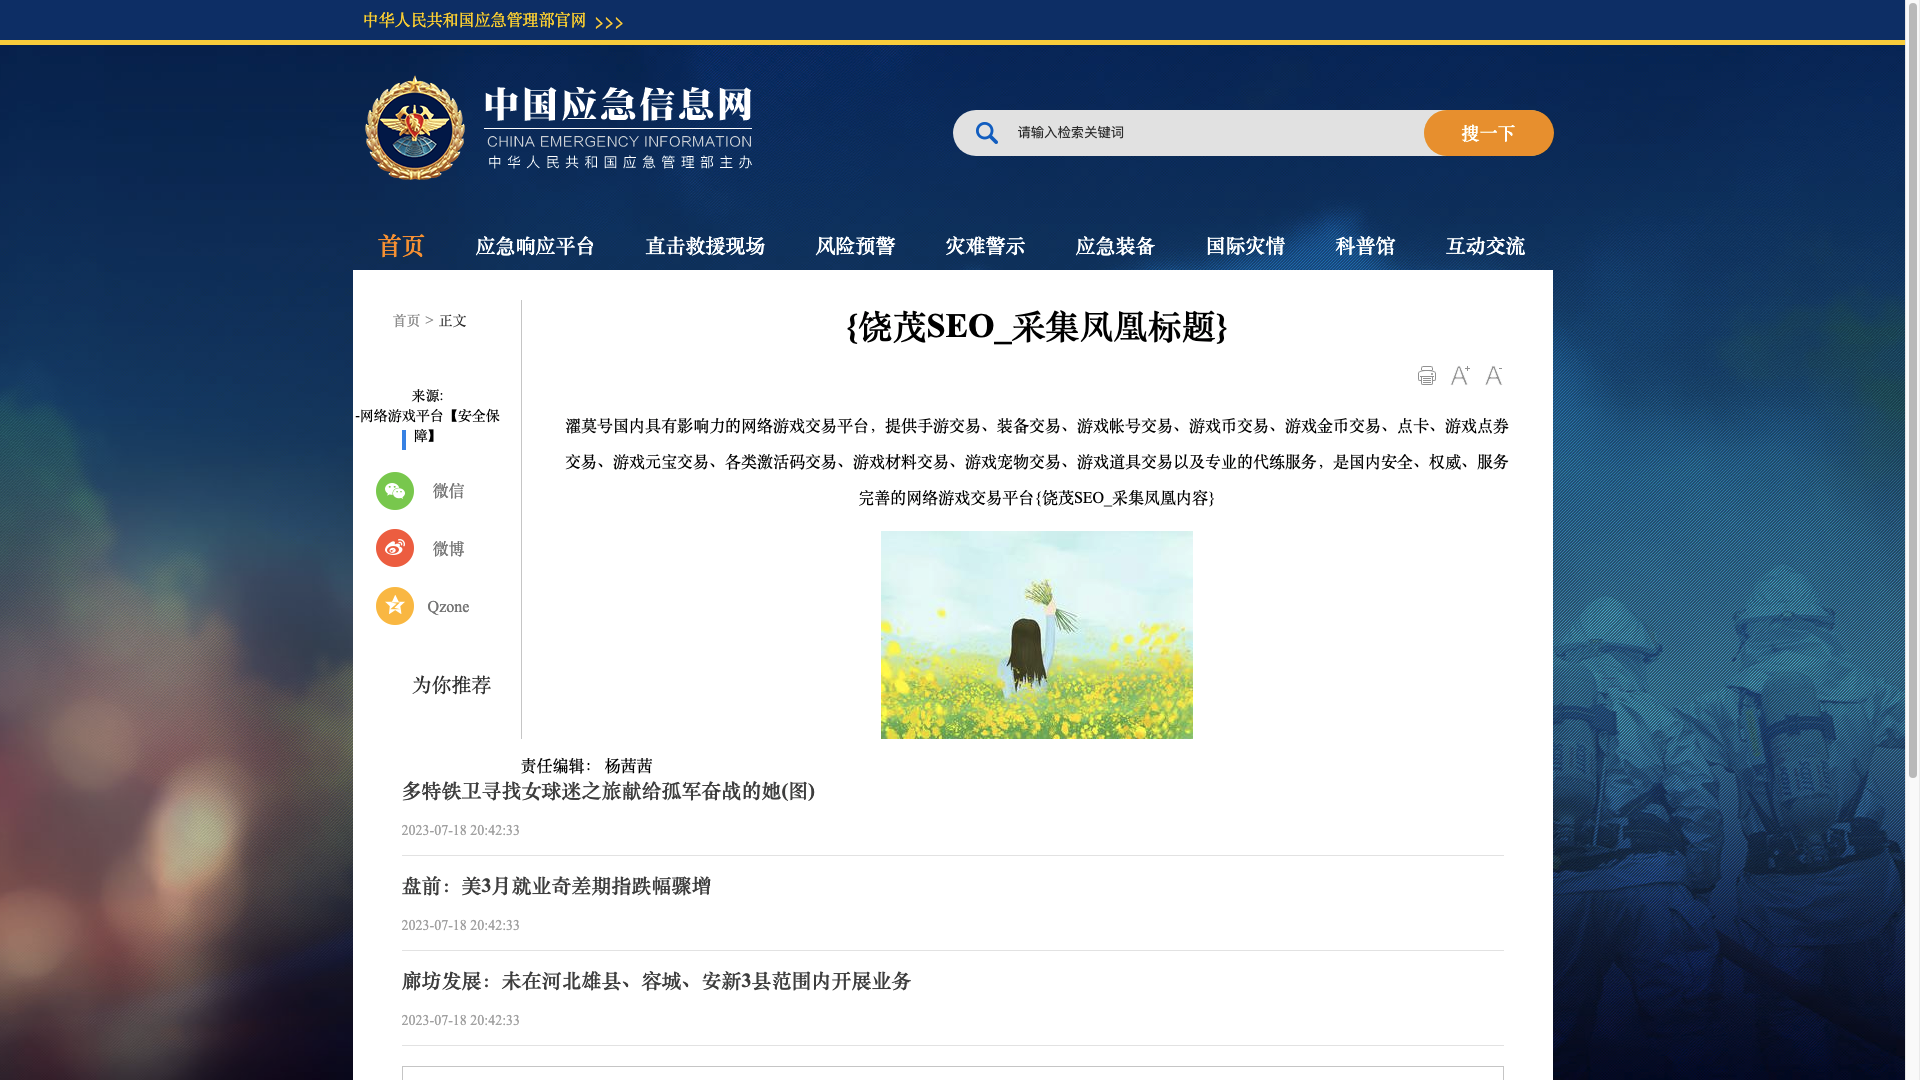 中华人民共和国应急管理部官网 >>>
中国应急信息网
CHINA EMERGENCY INFORMATION
中华人民共和国应急管理部主办
请输入检索关键词
搜一下
首页 应急响应平台 直击救援现场 风险预警 灾难警示 应急装备 国际灾情 科普馆 互动交流
首页 > 正文
{饶茂SEO_采集凤凰标题}
A+ A-
来源:
-网络游戏平台【安全保
障】
微信
微博
Qzone
为你推荐
濯莫号国内具有影响力的网络游戏交易平台，提供手游交易、装备交易、游戏帐号交易、游戏币交易、游戏金币交易、点卡、游戏点券
交易、游戏元宝交易、各类激活码交易、游戏材料交易、游戏宠物交易、游戏道具交易以及专业的代练服务，是国内安全、权威、服务
完善的网络游戏交易平台{饶茂SEO_采集凤凰内容}
责任编辑： 杨茜茜
多特铁卫寻找女球迷之旅献给孤军奋战的她(图)
2023-07-18 20:42:33
盘前：美3月就业奇差期指跌幅骤增
2023-07-18 20:42:33
廊坊发展：未在河北雄县、容城、安新3县范围内开展业务
2023-07-18 20:42:33